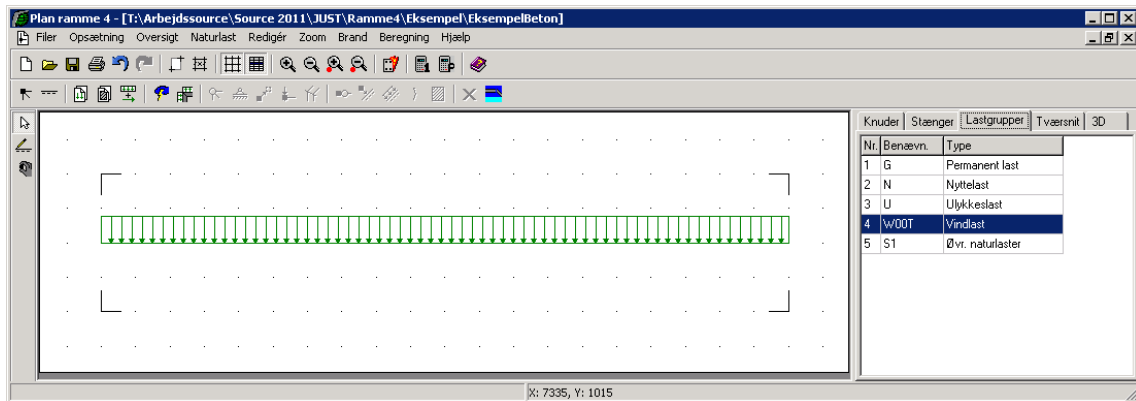 Plan ramme 4 - [T:\Arbejdssource\Source 2011\JUST\Ramme4\Eksempel\EksempelBeton]
Filer Opsætning Oversigt Naturlast Redigér Zoom Brand Beregning Hjælp
Knuder Stænger Lastgrupper Tværsnit 3D
Nr. Benævn. Type
1 G Permanent last
2 N Nyttelast
3 U Ulykkeslast
4 W00T Vindlast
5 S1 Øvr. naturlaster
X: 7335, Y: 1015